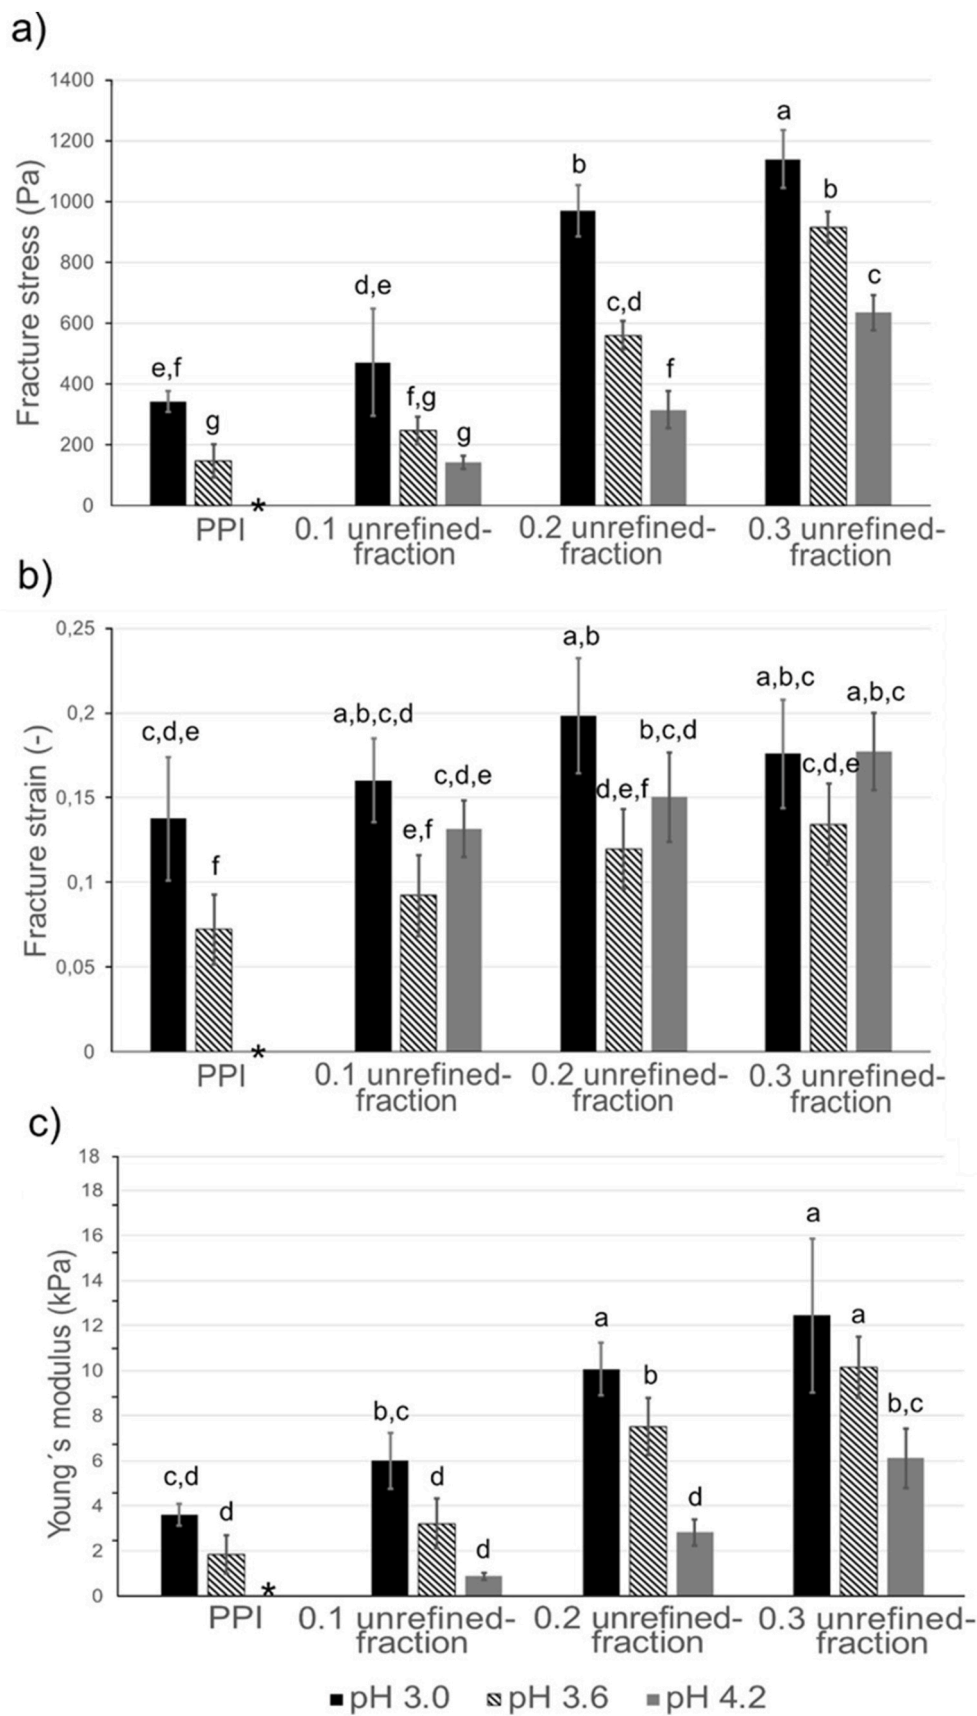 a)
1400
1200
1000
800
600
400
200
0
Fracture stress (Pa)
e,f
g
*
d,e
f,g
g
b
c,d
f
a
b
c
PPI
0.1 unrefined-
fraction
0.2 unrefined-
fraction
0.3 unrefined-
fraction
b)
0,25
0,2
0,15
0,1
0,05
0
Fracture strain (-)
c,d,e
f
*
a,b,c,d
e,f
c,d,e
a,b
d,e,f
b,c,d
a,b,c
c,d,e
a,b,c
PPI
0.1 unrefined-
fraction
0.2 unrefined-
fraction
0.3 unrefined-
fraction
c)
18
18
16
14
12
10
8
6
4
2
0
Young´s modulus (kPa)
c,d
d
*
b,c
d
d
a
b
d
a
a
b,c
PPI
0.1 unrefined-
fraction
0.2 unrefined-
fraction
0.3 unrefined-
fraction
pH 3.0 pH 3.6 pH 4.2